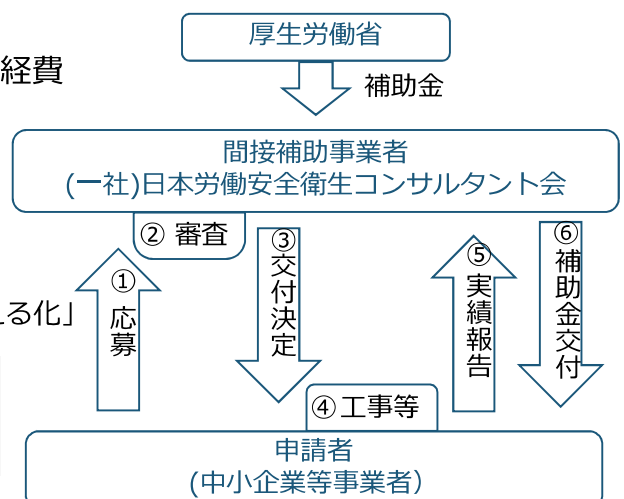 厚生労働省
経費
補助金
間接補助事業者
(一社)日本労働安全衛生コンサルタント会
② 審査
①応募
③交付決定
⑤実績報告
⑥補助金交付
える化」
④工事等
申請者
(中小企業等事業者）